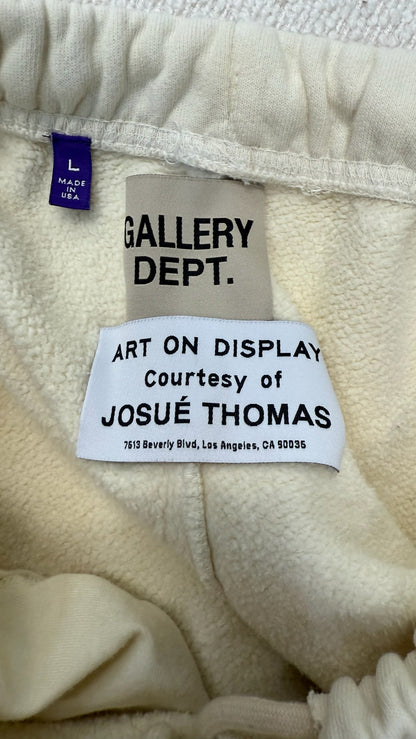 L
MADE
IN
USA
GALLERY
DEPT.
ART ON DISPLAY
Courtesy of
JOSUÉ THOMAS
7613 Beverly Blvd, Los Angeles, CA 90036